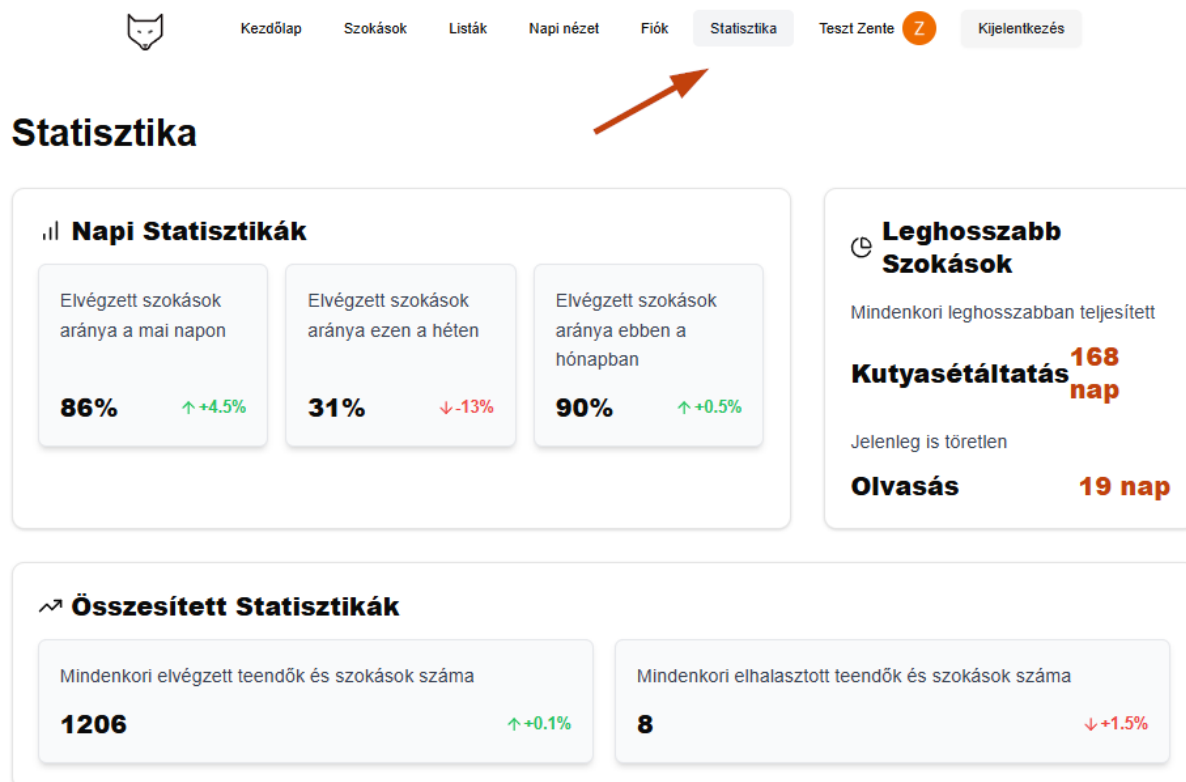 Kezdőlap Szokások Listák Napi nézet Fiók Statisztika Teszt Zente Z Kijelentkezés
Statisztika
Napi Statisztikák
Elvégzett szokások
aránya a mai napon
86% +4.5%
Elvégzett szokások
aránya ezen a héten
31% -13%
Elvégzett szokások
aránya ebben a
hónapban
90% +0.5%
Leghosszabb
Szokások
Mindenkori leghosszabban teljesített
Kutyasétáltatás 168
nap
Jelenleg is töretlen
Olvasás 19 nap
Összesített Statisztikák
Mindenkori elvégzett teendők és szokások száma
1206 +0.1%
Mindenkori elhalasztott teendők és szokások száma
8 +1.5%